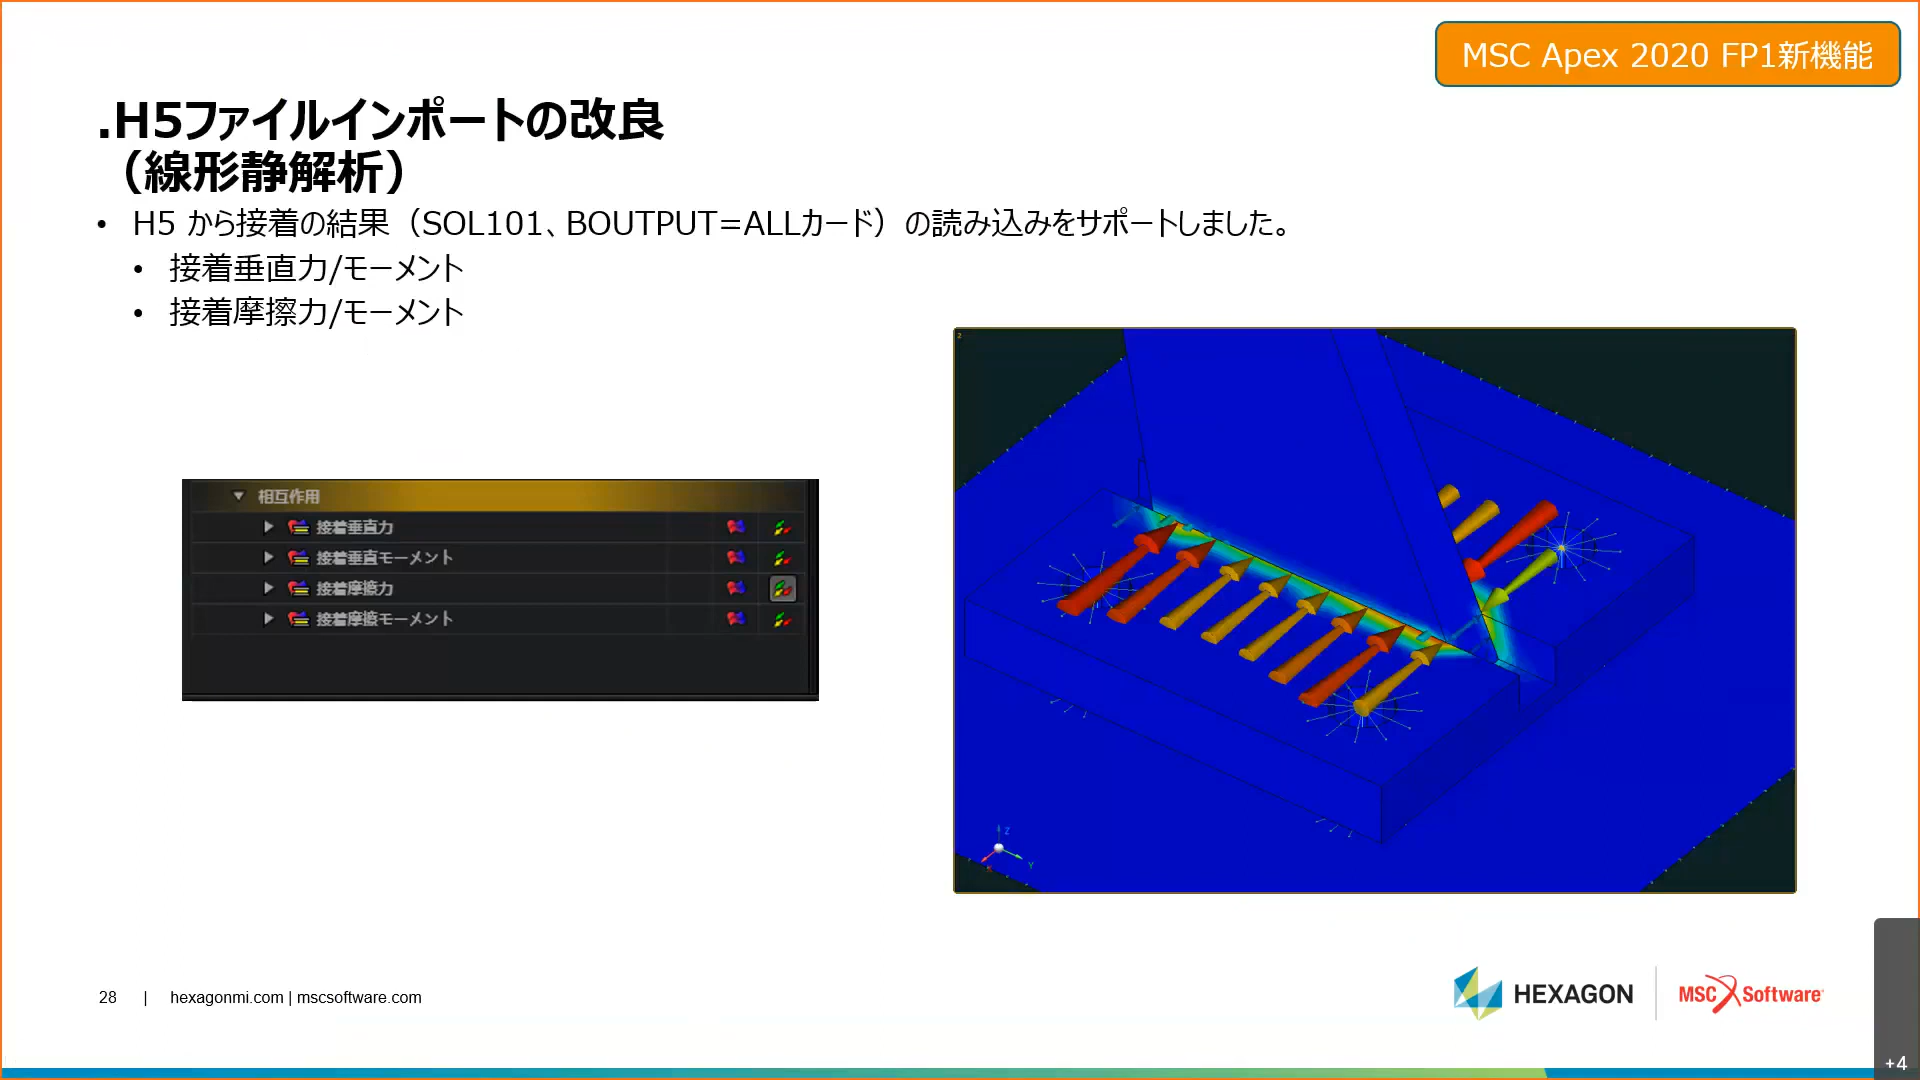 MSC Apex 2020 FP1新機能
.H5ファイルインポートの改良
（線形静解析）
• H5 から接着の結果（SOL101、BOUTPUT=ALLカード）の読み込みをサポートしました。
• 接着垂直力/モーメント
• 接着摩擦力/モーメント
相互作用
接着垂直力
接着垂直モーメント
接着摩擦力
接着摩擦モーメント
Z
Y
X
28 | hexagonmi.com | mscsoftware.com
HEXAGON
MSC Software
+4